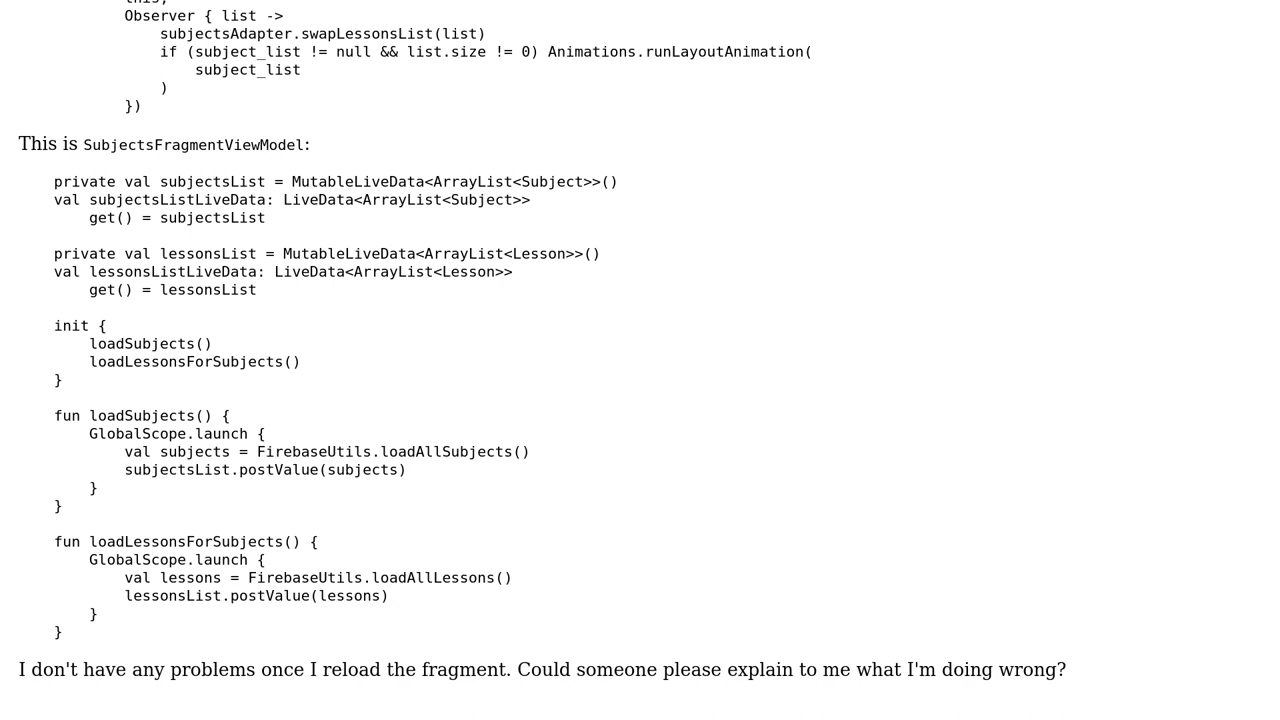 this,
Observer { list ->
subjectsAdapter.swapLessonsList(list)
if (subject_list != null && list.size != 0) Animations.runLayoutAnimation(
subject_list
)
})
This is SubjectsFragmentViewModel:
private val subjectsList = MutableLiveData<ArrayList<Subject>>()
val subjectsListLiveData: LiveData<ArrayList<Subject>>
get() = subjectsList
private val lessonsList = MutableLiveData<ArrayList<Lesson>>()
val lessonsListLiveData: LiveData<ArrayList<Lesson>>
get() = lessonsList
init {
loadSubjects()
loadLessonsForSubjects()
}
fun loadSubjects() {
GlobalScope.launch {
val subjects = FirebaseUtils.loadAllSubjects()
subjectsList.postValue(subjects)
}
}
fun loadLessonsForSubjects() {
GlobalScope.launch {
val lessons = FirebaseUtils.loadAllLessons()
lessonsList.postValue(lessons)
}
}
I don't have any problems once I reload the fragment. Could someone please explain to me what I'm doing wrong?